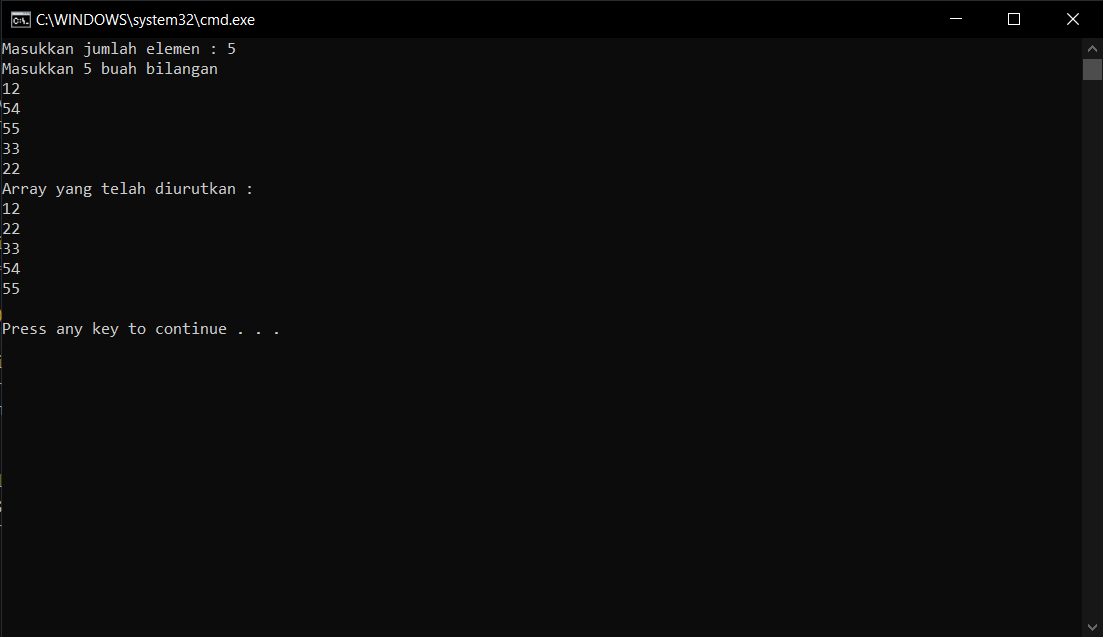 C:\WINDOWS\system32\cmd.exe
Masukkan jumlah elemen : 5
Masukkan 5 buah bilangan
12
54
55
33
22
Array yang telah diurutkan :
12
22
33
54
55
Press any key to continue . . .